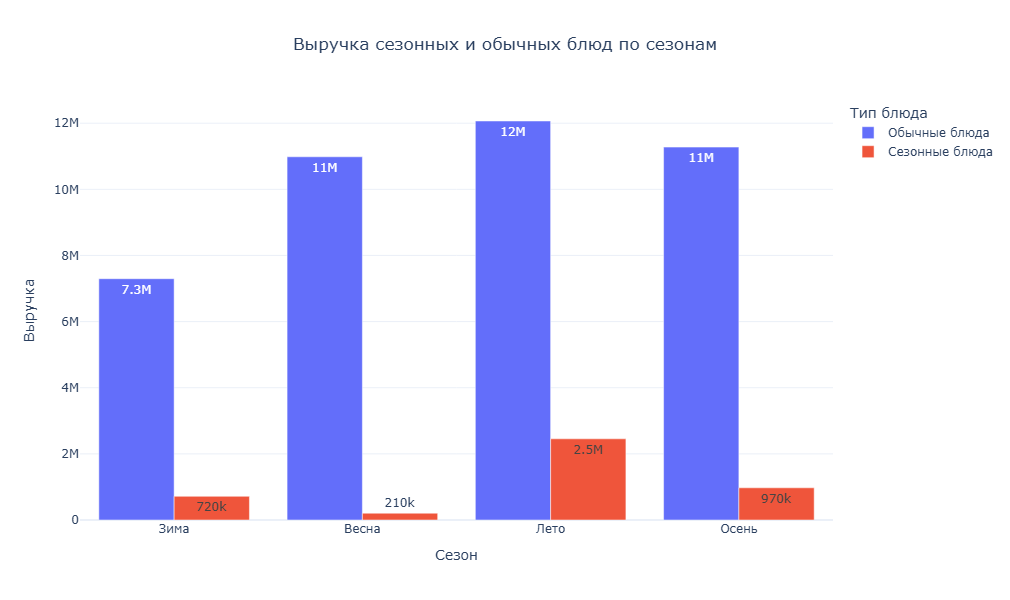 Выручка сезонных и обычных блюд по сезонам
Тип блюда
Обычные блюда
Сезонные блюда
Выручка
12M
10M
8M
6M
4M
2M
0
7.3M
720k
11M
210k
12M
2.5M
11M
970k
Зима
Весна
Лето
Осень
Сезон